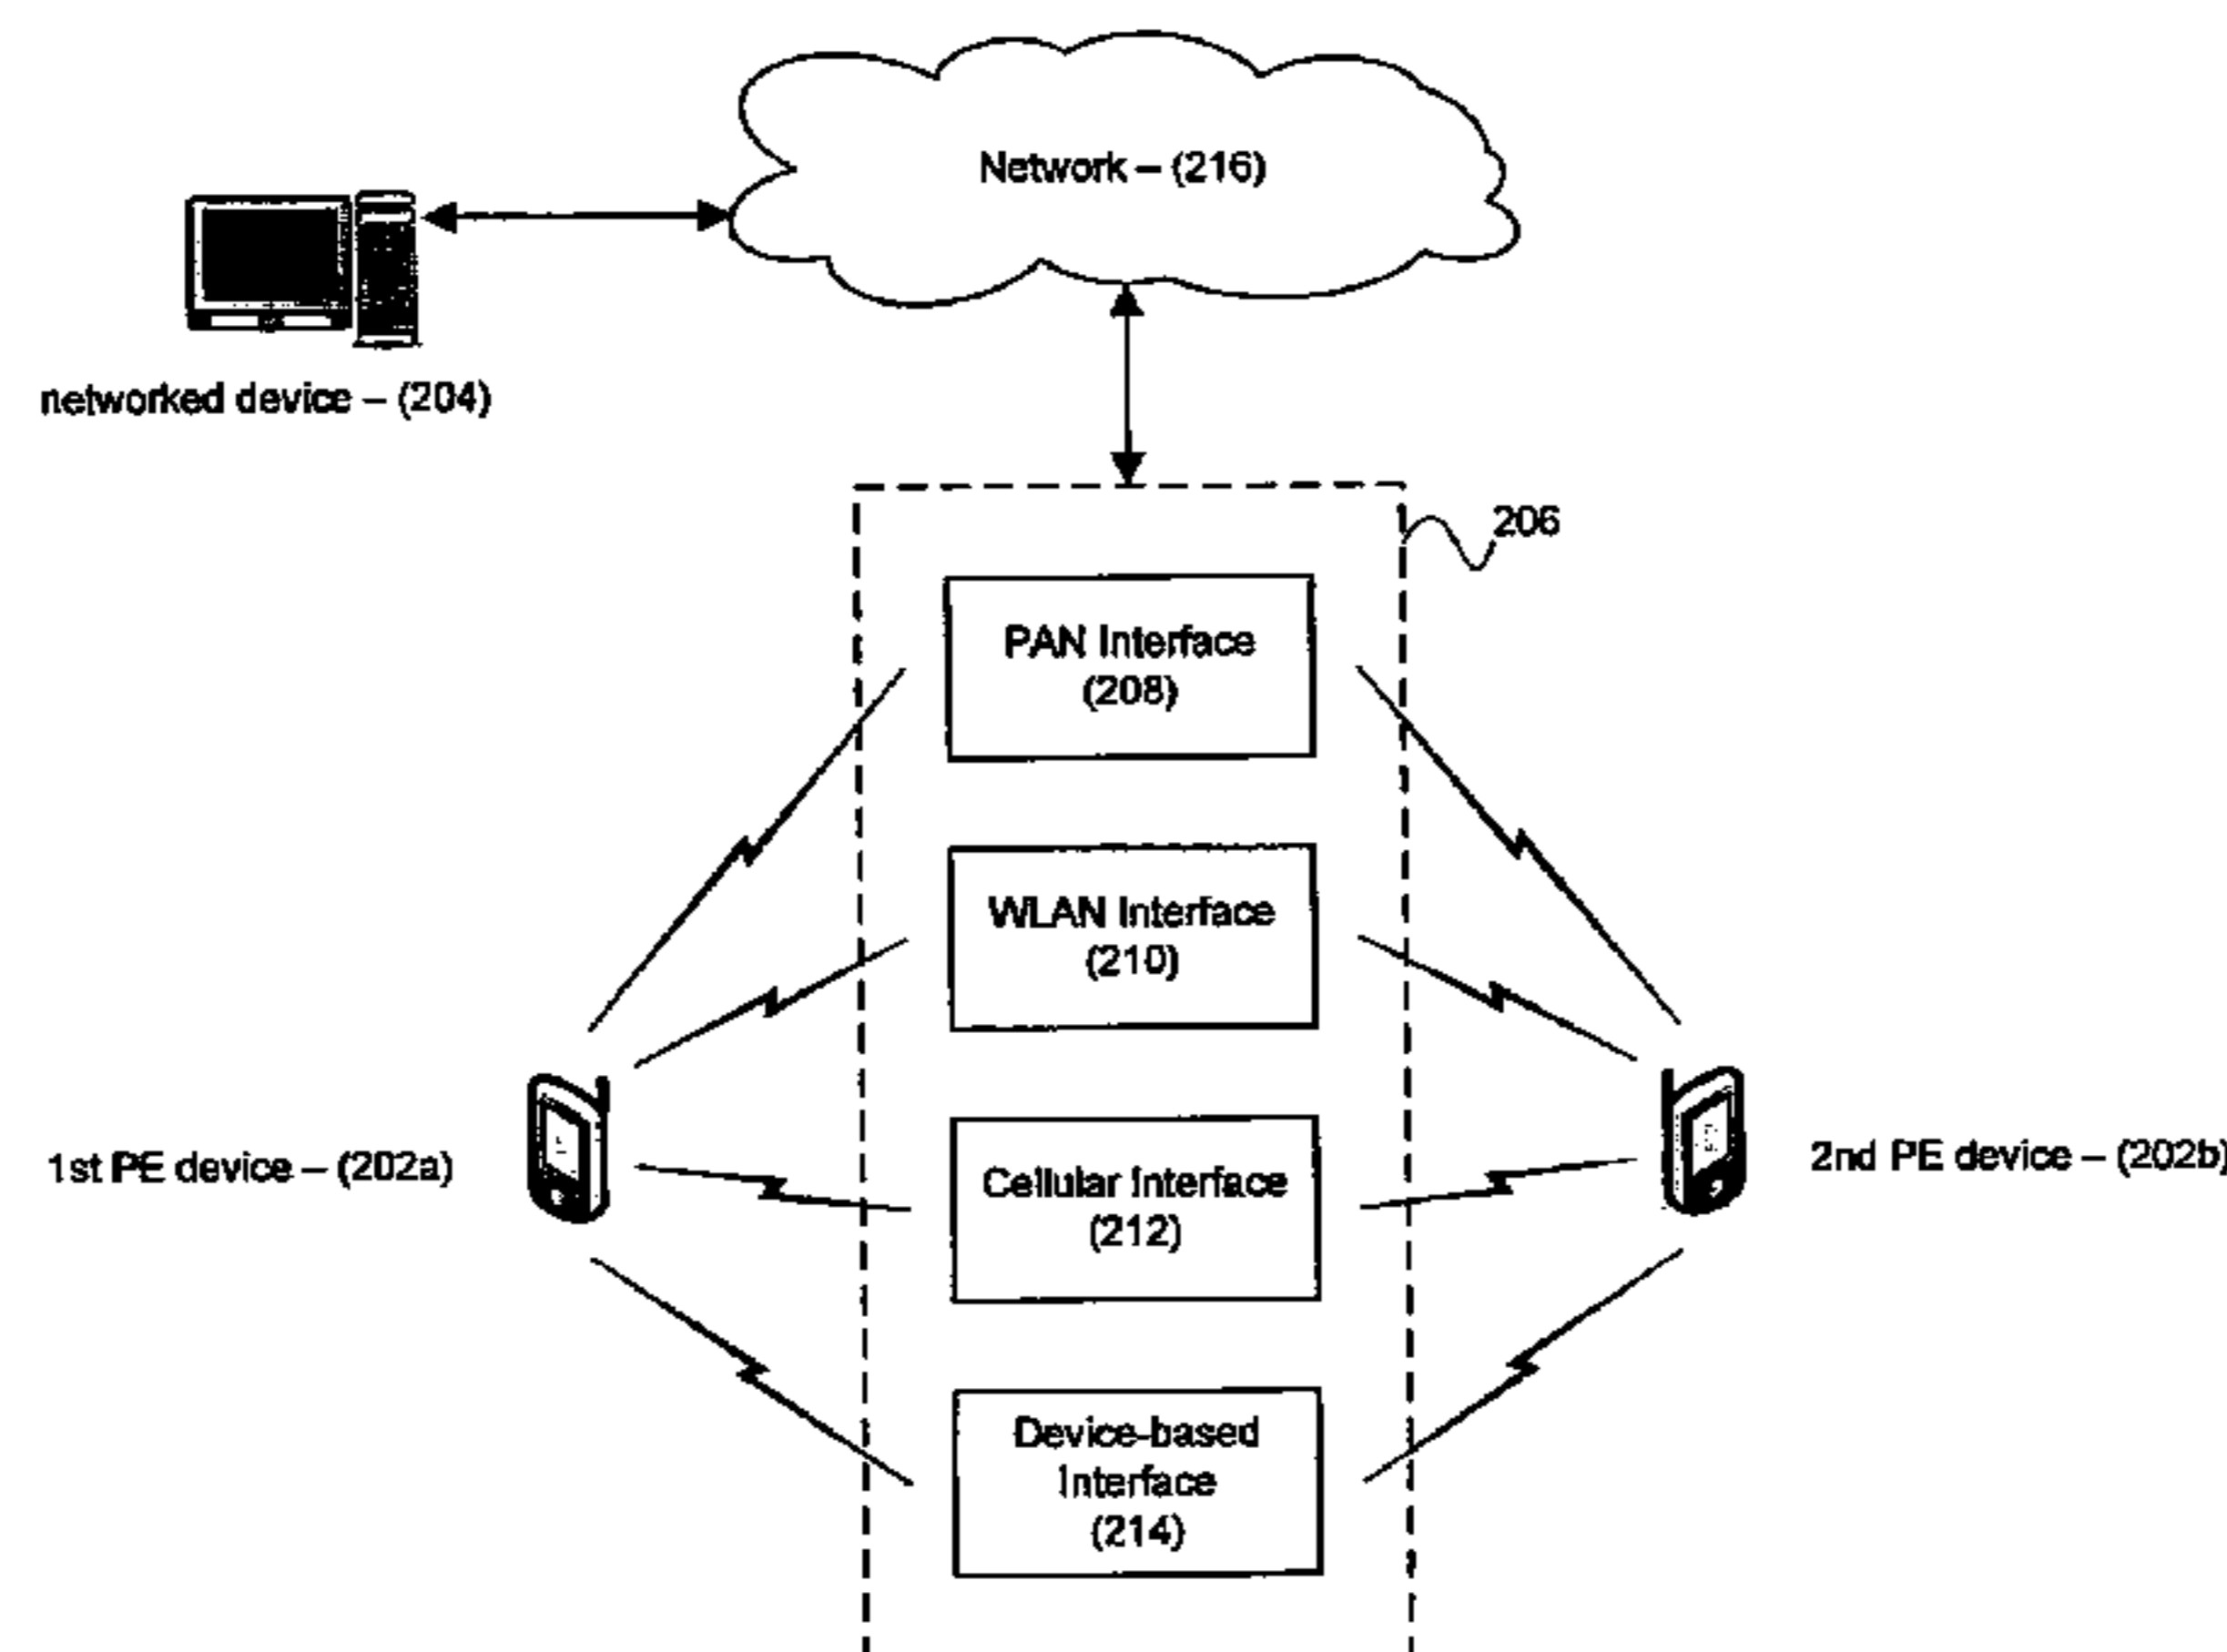 Network – (216)
networked device – (204)
206
PAN Interface
(208)
WLAN Interface
(210)
1st PE device – (202a)
2nd PE device – (202b)
Cellular Interface
(212)
Device-based
Interface
(214)